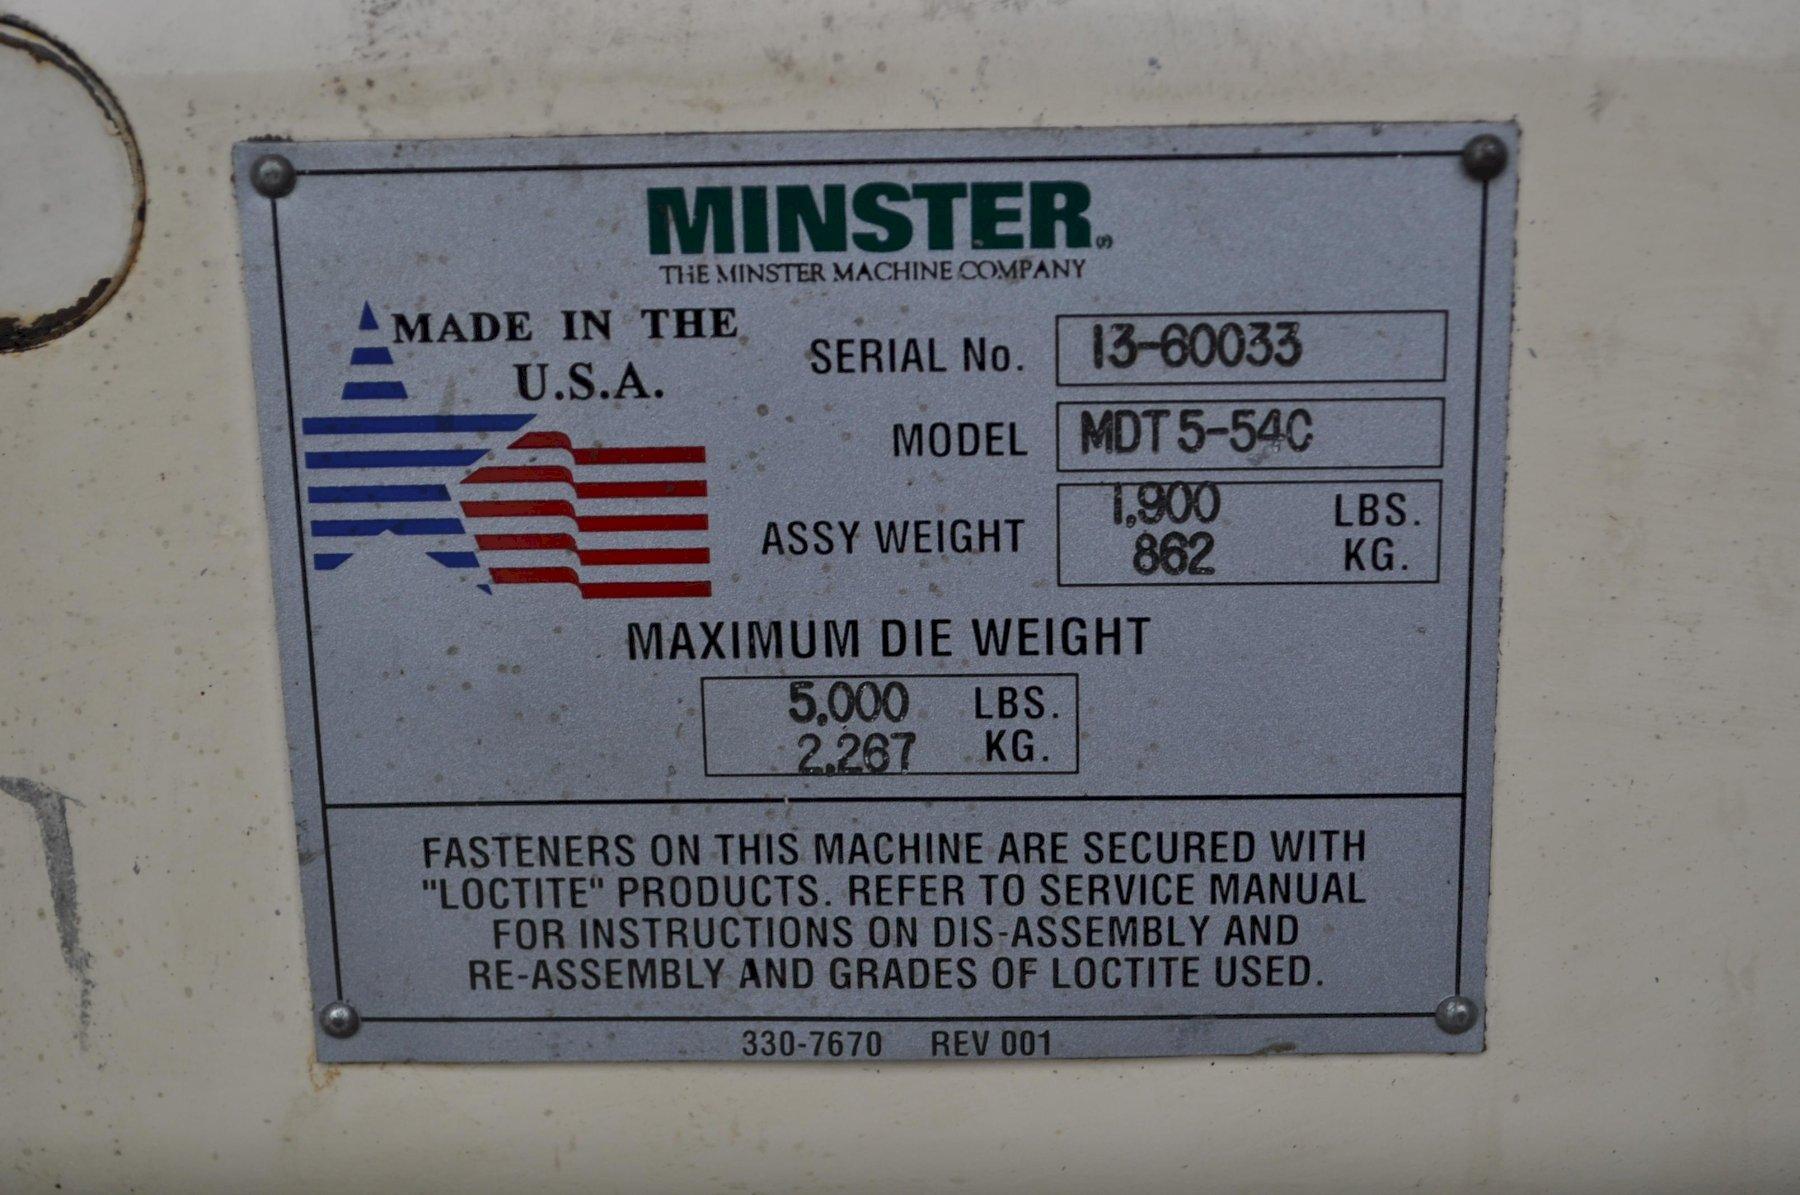 MINSTER®
THE MINSTER MACHINE COMPANY
MADE IN THE
U.S.A.
SERIAL No. 13-60033
MODEL MDT 5-54C
ASSY WEIGHT 1,900 LBS.
862 KG.
MAXIMUM DIE WEIGHT
5,000 LBS.
2,267 KG.
FASTENERS ON THIS MACHINE ARE SECURED WITH
"LOCTITE" PRODUCTS. REFER TO SERVICE MANUAL
FOR INSTRUCTIONS ON DIS-ASSEMBLY AND
RE-ASSEMBLY AND GRADES OF LOCTITE USED.
330-7670 REV 001